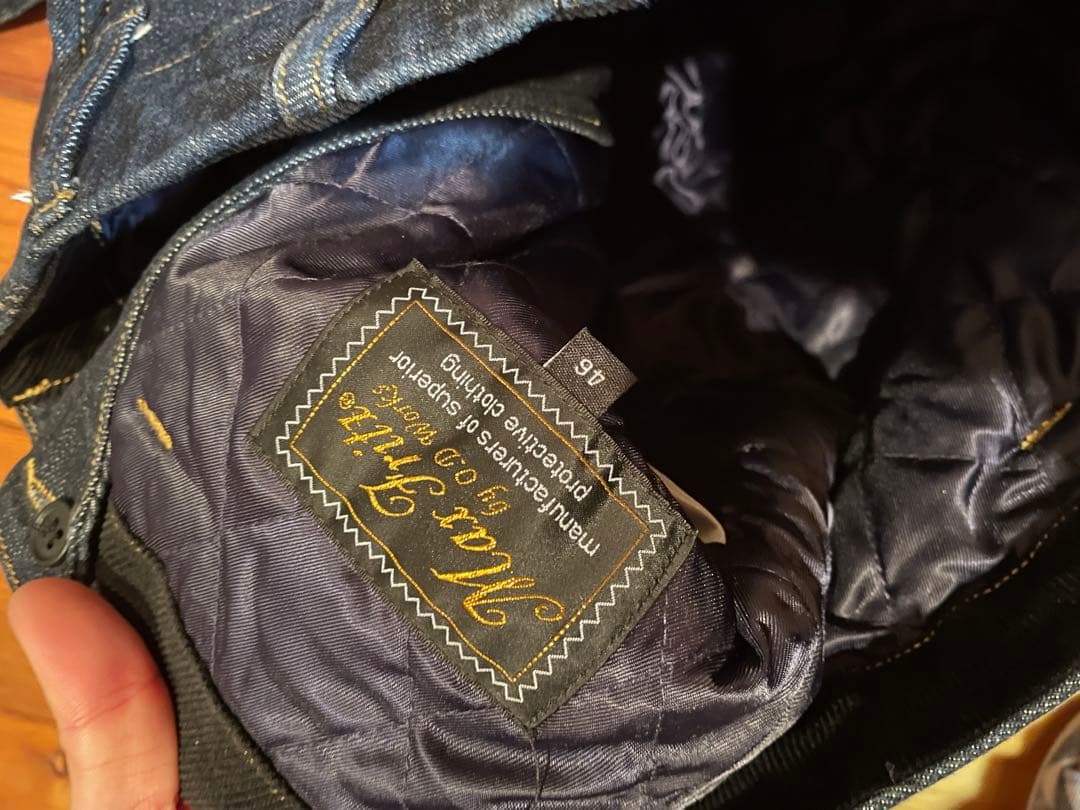 Max Fritz®
by O.D Works
manufacturers of superior
protective clothing
46